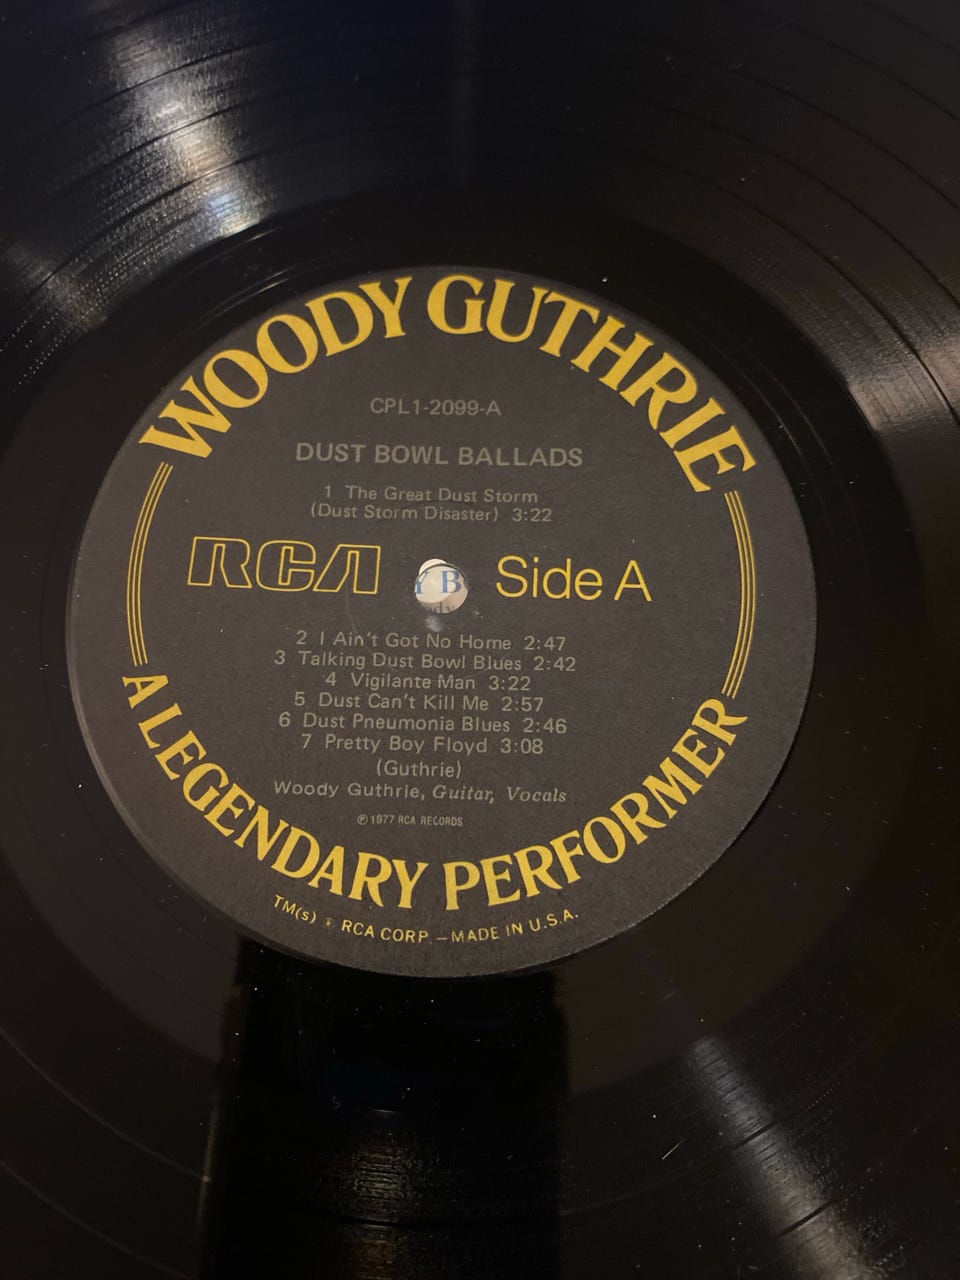 WOODY GUTHRIE
CPL1-2099-A
DUST BOWL BALLADS
1 The Great Dust Storm
(Dust Storm Disaster) 3:22
RCA
Y B
Side A
2 I Ain't Got No Home 2:47
3 Talking Dust Bowl Blues 2:42
4 Vigilante Man 3:22
5 Dust Can't Kill Me 2:57
6 Dust Pneumonia Blues 2:46
7 Pretty Boy Floyd 3:08
(Guthrie)
Woody Guthrie, Guitar, Vocals
℗ 1977 RCA RECORDS
A LEGENDARY PERFORMER
TM(s) ® RCA CORP. – MADE IN U.S.A.